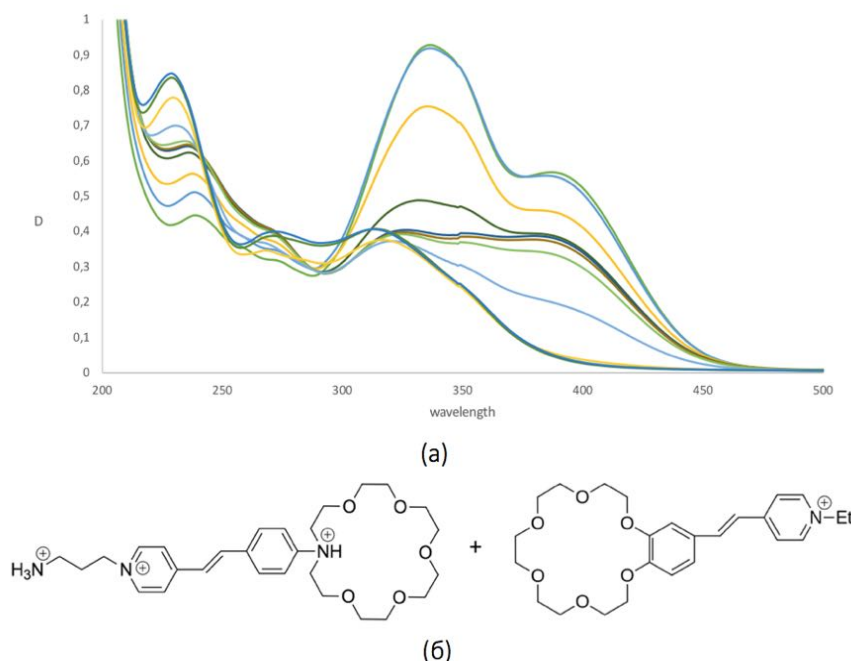 1
0,9
0,8
0,7
0,6
0,5
D
0,4
0,3
0,2
0,1
0
200 250 300 350 400 450 500
wavelength
(а)
O O
O O O O
NH+ O O
O O Et
H3N+ N+ O + O N+
O O O
(б)